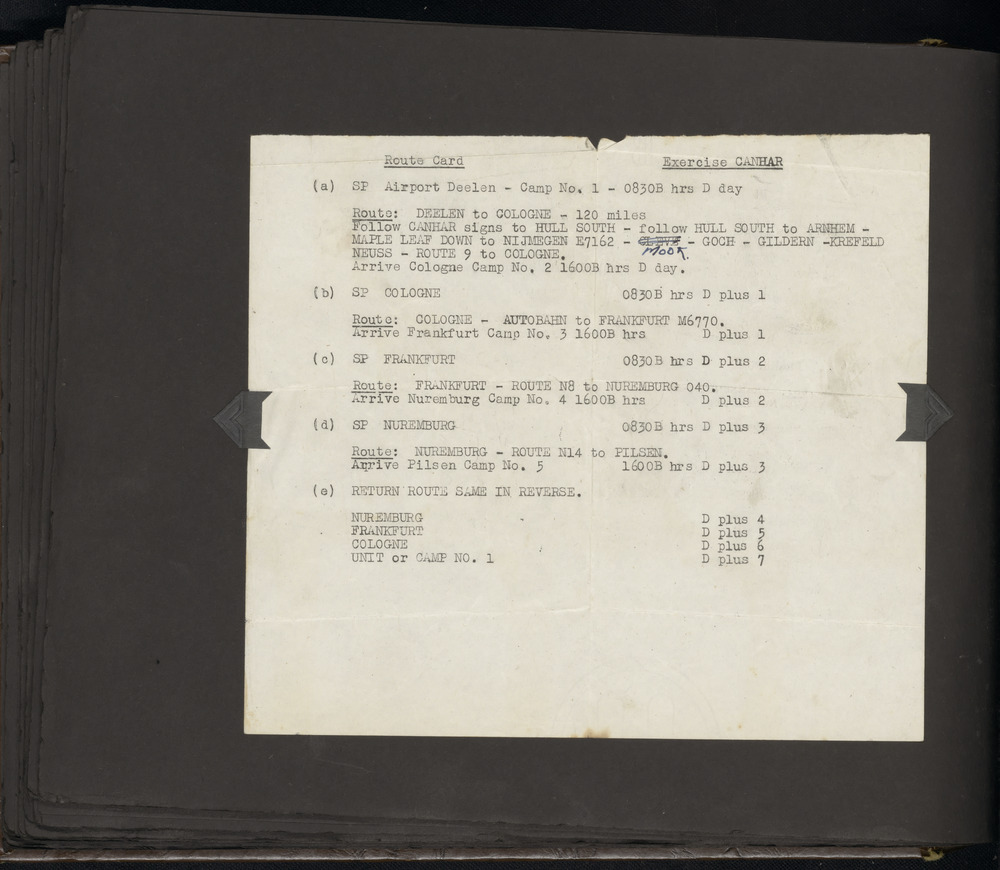 Route Card Exercise CANHAR
(a) SP Airport Deelen - Camp No. 1 - 0830B hrs D day
Route: DEELEN to COLOGNE - 120 miles
Follow CANHAR signs to HULL SOUTH - follow HULL SOUTH to ARNHEM -
MAPLE LEAF DOWN to NIJMEGEN E7162 - CLEVE - GOCH - GILDERN -KREFELD
MOOK
NEUSS - ROUTE 9 to COLOGNE.
Arrive Cologne Camp No. 2 1600B hrs D day.
(b) SP COLOGNE 0830B hrs D plus 1
Route: COLOGNE - AUTOBAHN to FRANKFURT M6770.
Arrive Frankfurt Camp No. 3 1600B hrs D plus 1
(c) SP FRANKFURT 0830B hrs D plus 2
Route: FRANKFURT - ROUTE N8 to NUREMBURG 040.
Arrive Nuremburg Camp No. 4 1600B hrs D plus 2
(d) SP NUREMBURG 0830B hrs D plus 3
Route: NUREMBURG - ROUTE N14 to PILSEN.
Arrive Pilsen Camp No. 5 1600B hrs D plus 3
(e) RETURN ROUTE SAME IN REVERSE.
NUREMBURG D plus 4
FRANKFURT D plus 5
COLOGNE D plus 6
UNIT or CAMP NO. 1 D plus 7